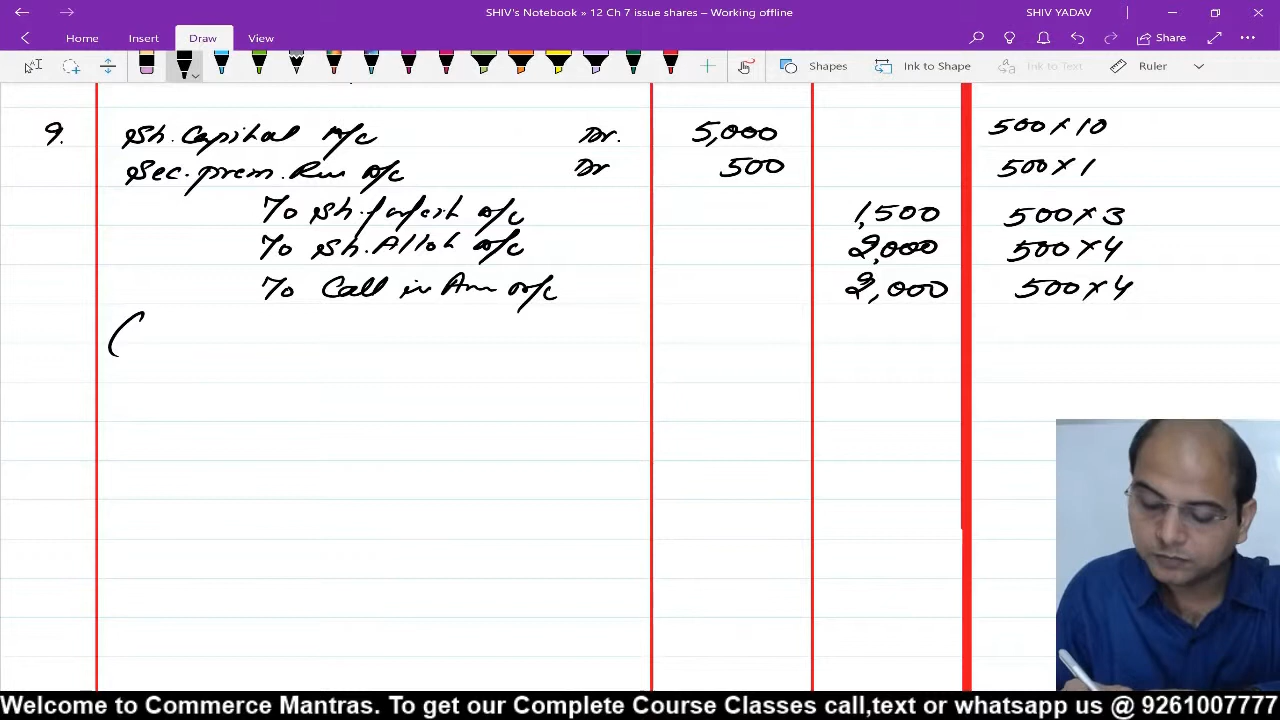 SHIV's Notebook » 12 Ch 7 issue shares – Working offline
SHIV YADAV
Home Insert Draw View
Share
Shapes Ink to Shape Ink to Text Ruler
9. Sh. Capital A/c Dr. 5,000 500 x 10
Sec. prem. Res A/c Dr 500 500 x 1
To Sh. forfeit A/c 1,500 500 x 3
To Sh. Allot A/c 2,000 500 x 4
To Call in Arr A/c 2,000 500 x 4
(
Welcome to Commerce Mantras. To get our Complete Course Classes call,text or whatsapp us @ 9261007777